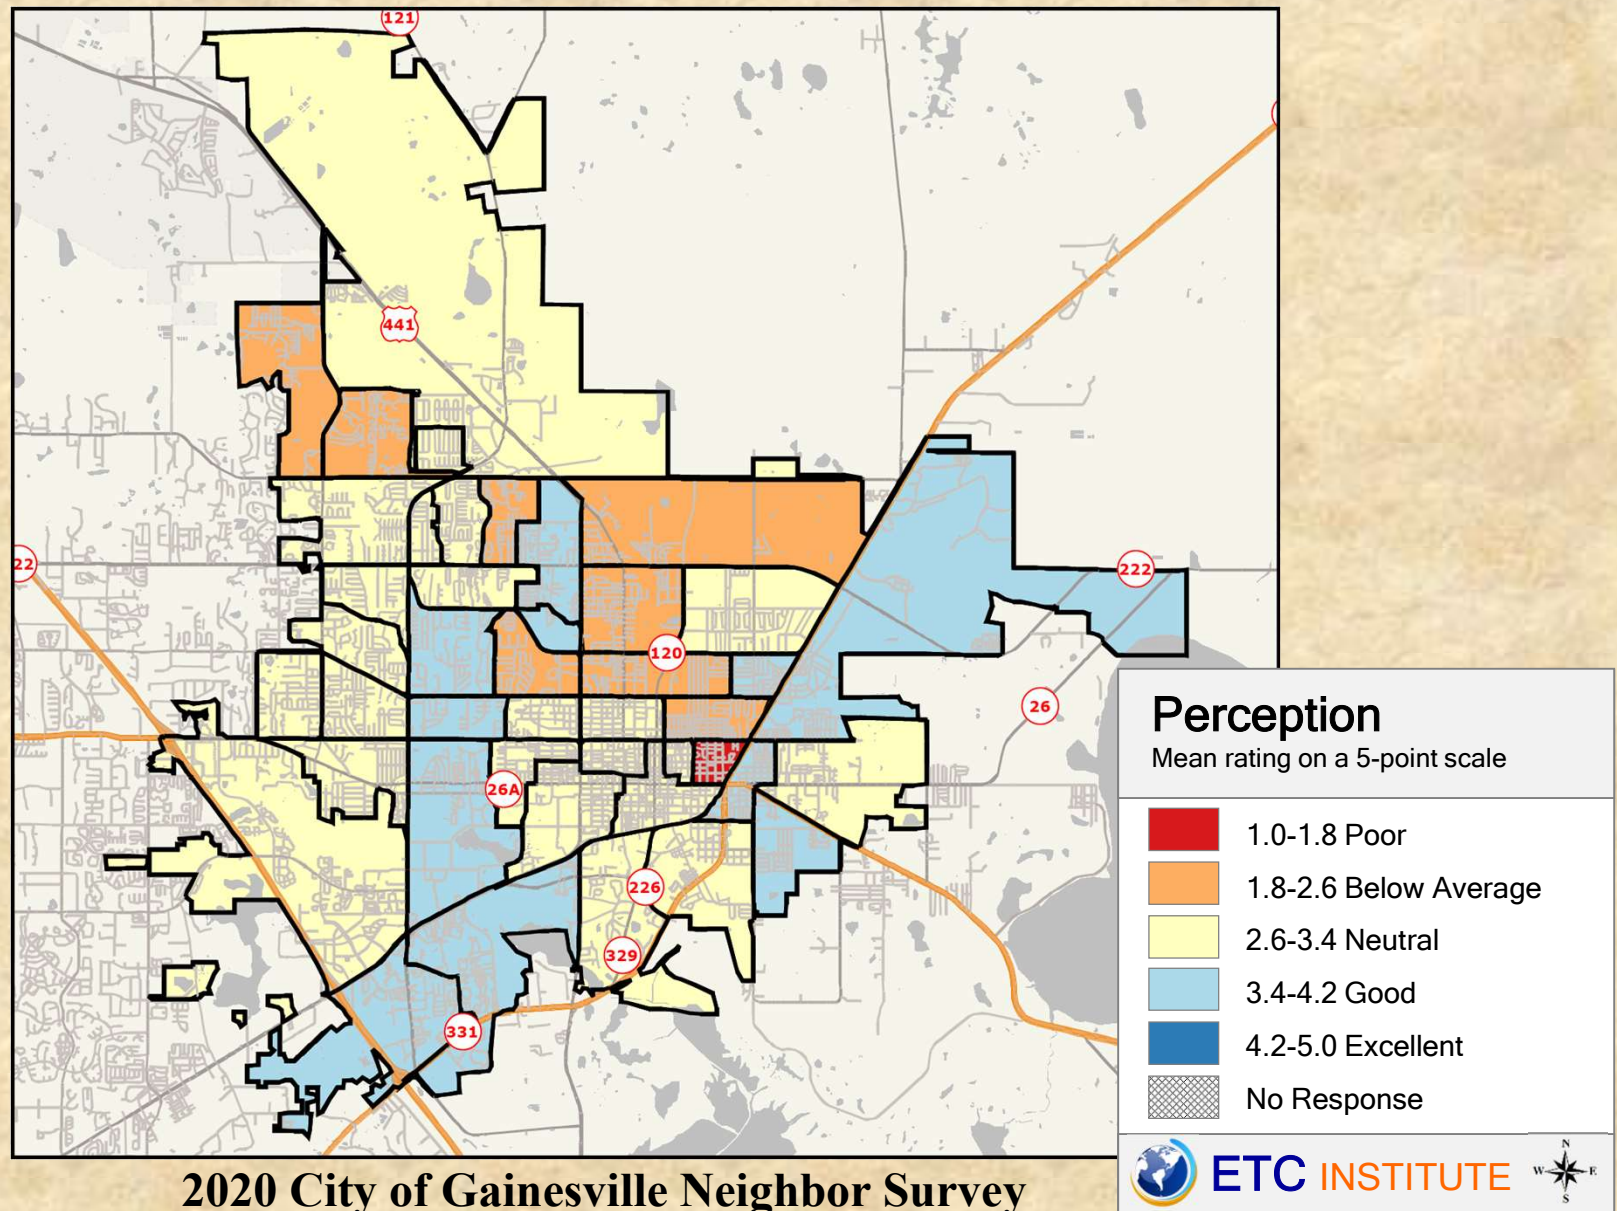 121
441
22
222
120
26
26A
226
329
331
Perception
Mean rating on a 5-point scale
1.0-1.8 Poor
1.8-2.6 Below Average
2.6-3.4 Neutral
3.4-4.2 Good
4.2-5.0 Excellent
No Response
ETC INSTITUTE
N
W E
S
2020 City of Gainesville Neighbor Survey